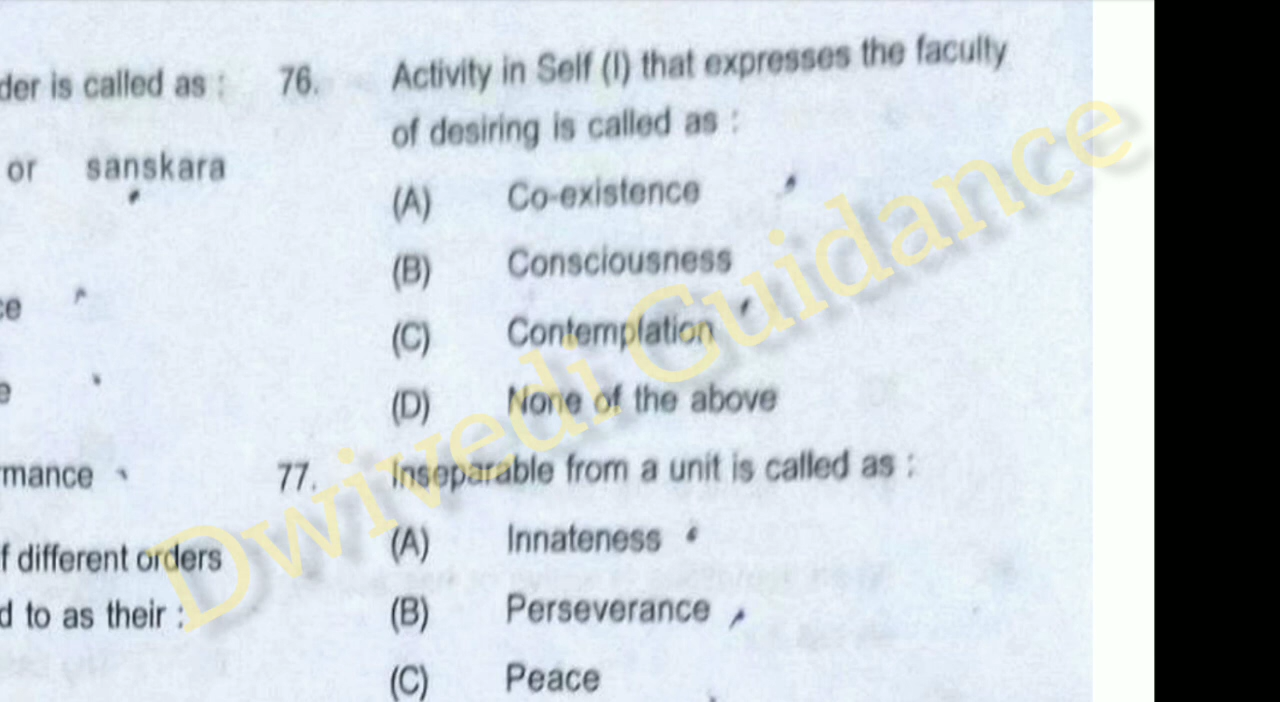 der is called as :
or sanskara
ce
e
rmance
f different orders
d to as their :
76. Activity in Self (I) that expresses the faculty
of desiring is called as :
(A) Co-existence
(B) Consciousness
(C) Contemplation
(D) None of the above
77. Inseparable from a unit is called as :
(A) Innateness
(B) Perseverance
(C) Peace
Dwivedi Guidance